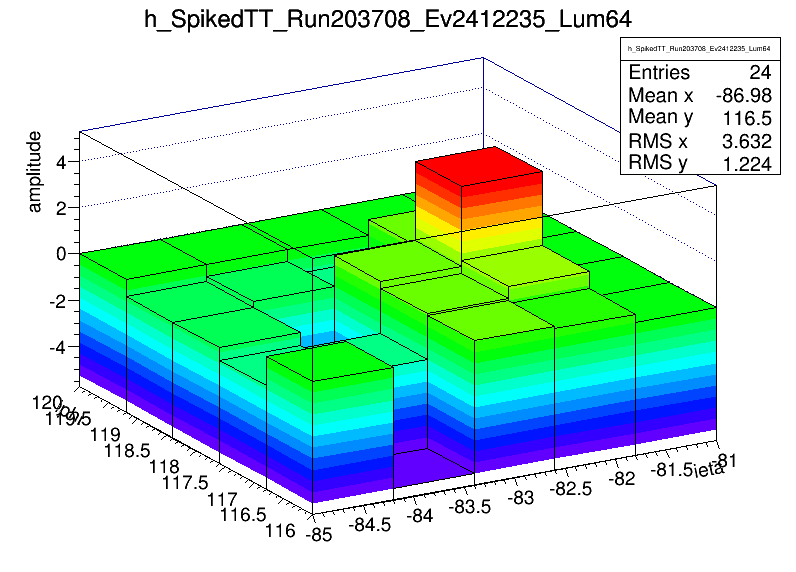 h_SpikedTT_Run203708_Ev2412235_Lum64
h_SpikedTT_Run203708_Ev2412235_Lum64
Entries 24
Mean x -86.98
Mean y 116.5
RMS x 3.632
RMS y 1.224
amplitude
4
2
0
-2
-4
120
119.5
119
118.5
118
117.5
117
116.5
116
-85
-84.5
-84
-83.5
-83
-82.5
-82
-81.5
-81
ieta